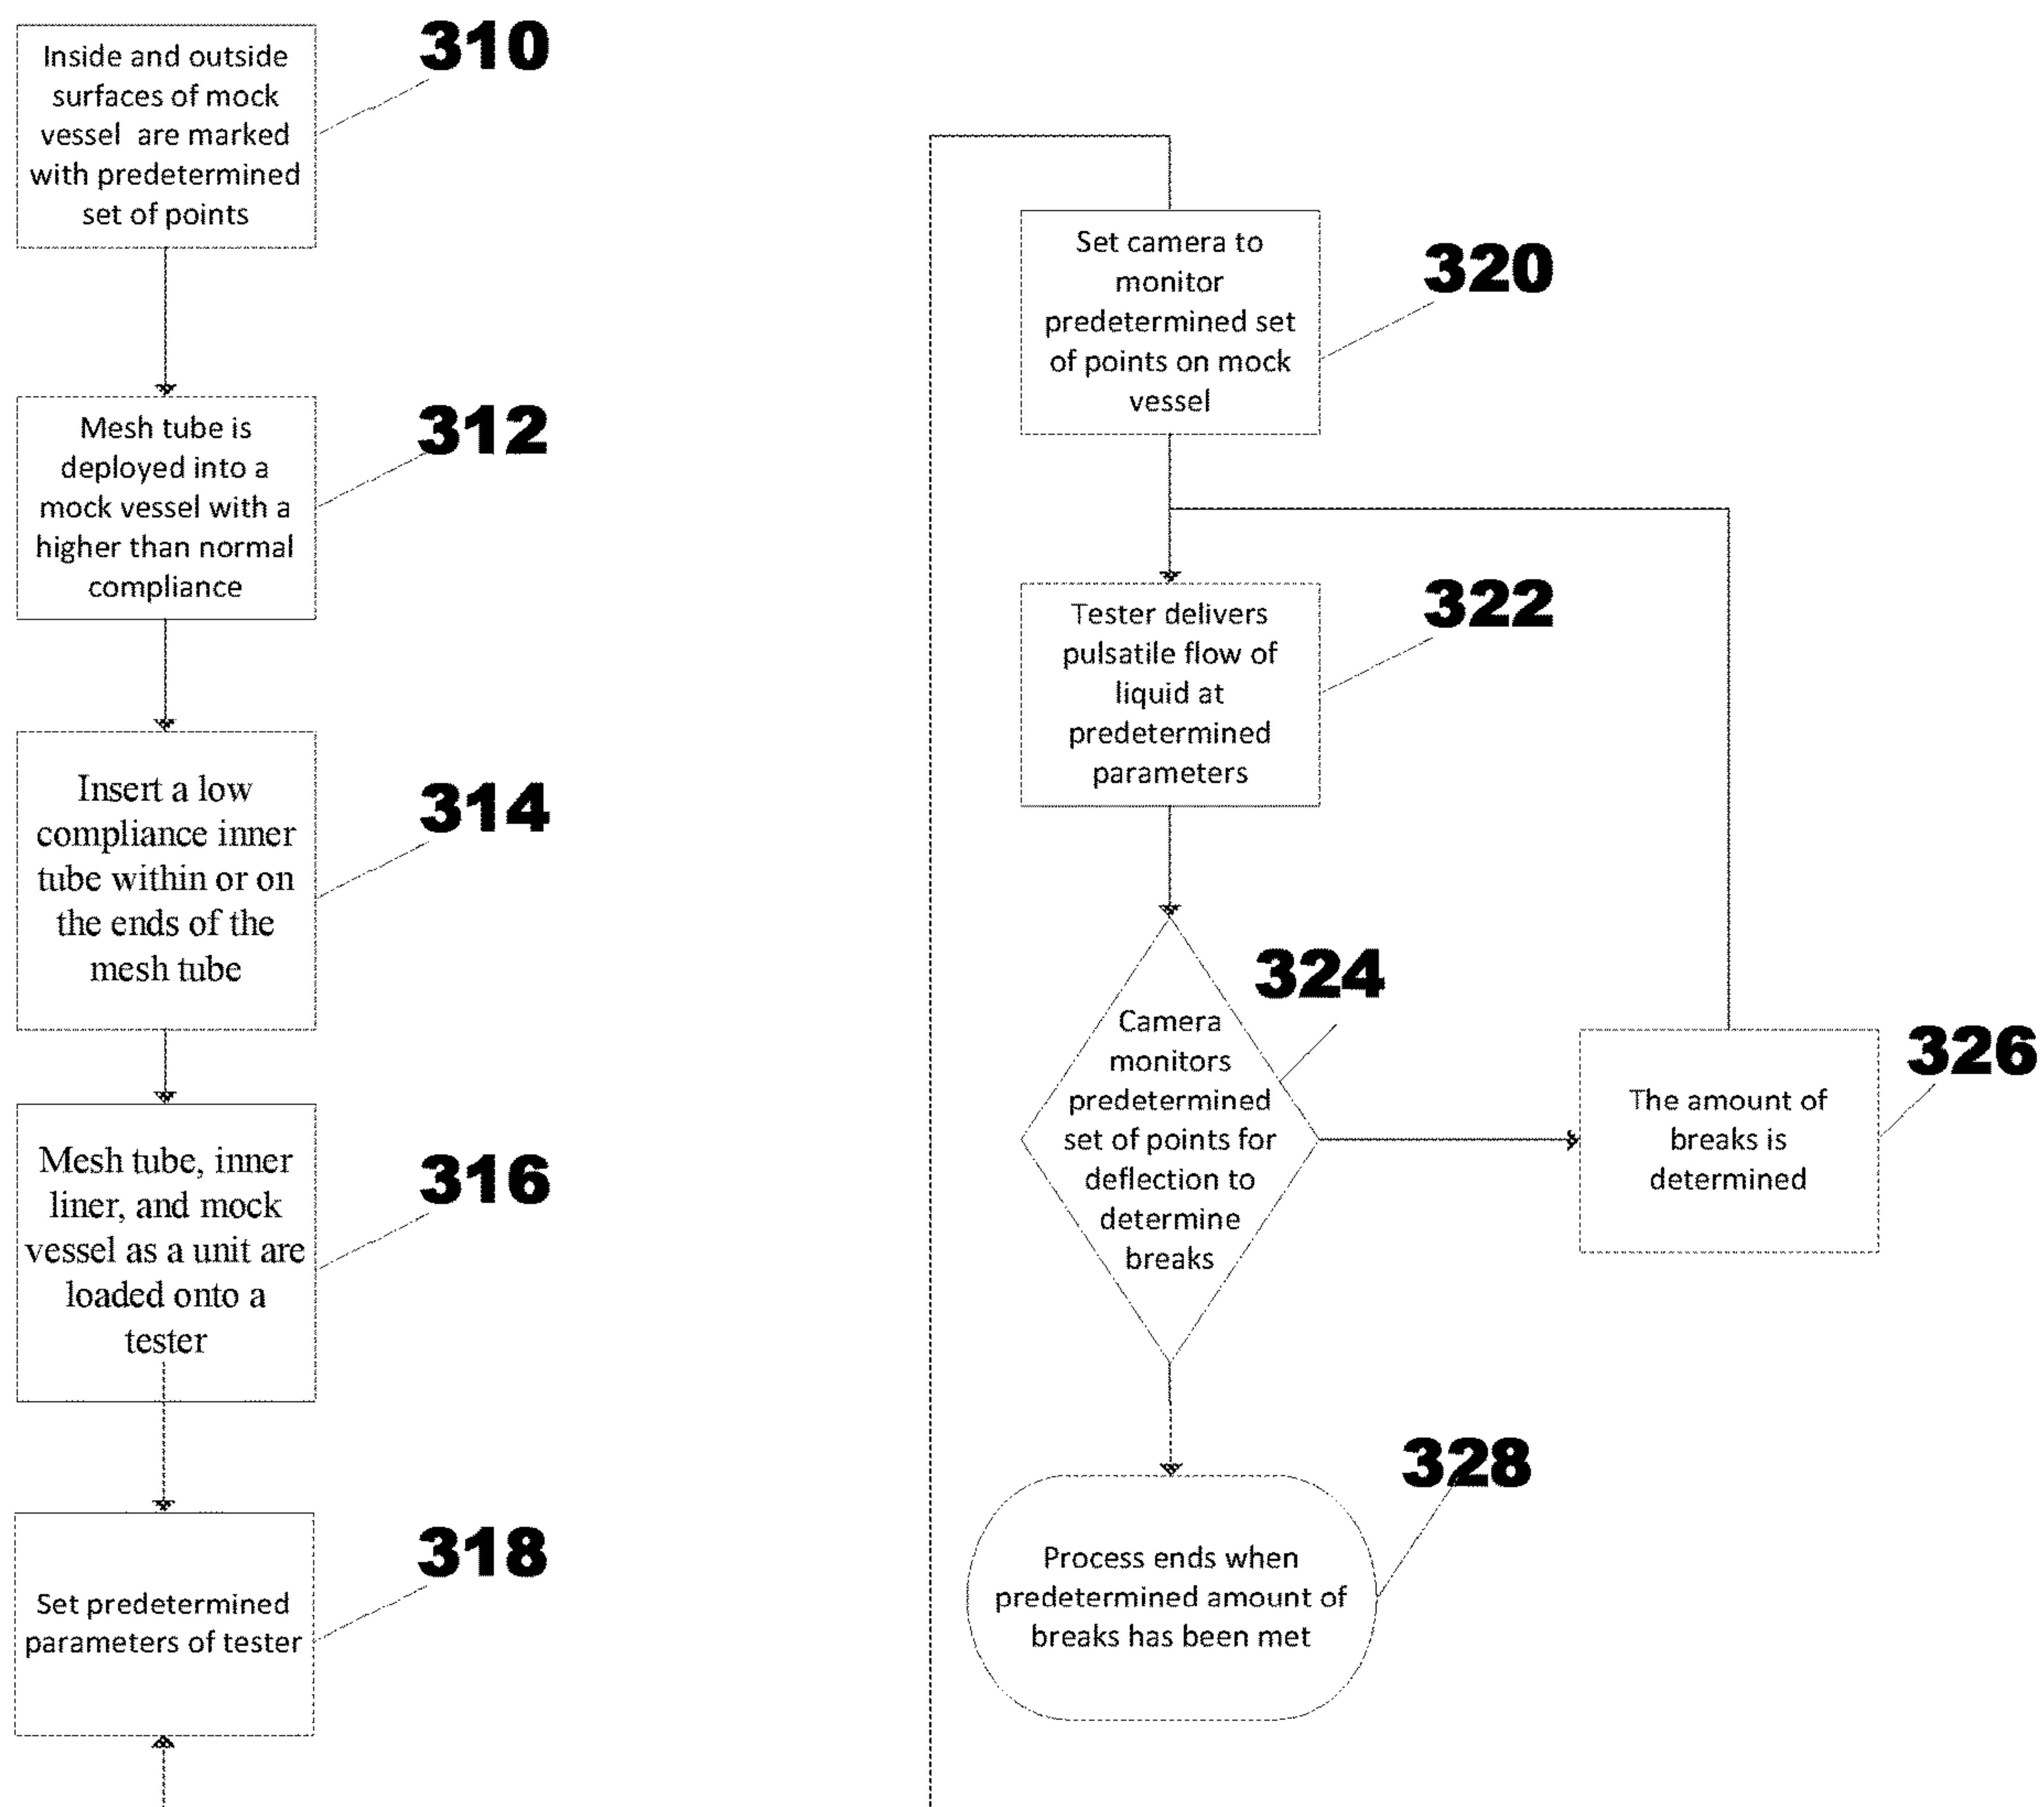 310
Inside and outside
surfaces of mock
vessel are marked
with predetermined
set of points
312
Mesh tube is
deployed into a
mock vessel with a
higher than normal
compliance
314
Insert a low
compliance inner
tube within or on
the ends of the
mesh tube
316
Mesh tube, inner
liner, and mock
vessel as a unit are
loaded onto a
tester
318
Set predetermined
parameters of tester
320
Set camera to
monitor
predetermined set
of points on mock
vessel
322
Tester delivers
pulsatile flow of
liquid at
predetermined
parameters
324
Camera
monitors
predetermined
set of points for
deflection to
determine
breaks
326
The amount of
breaks is
determined
328
Process ends when
predetermined amount of
breaks has been met